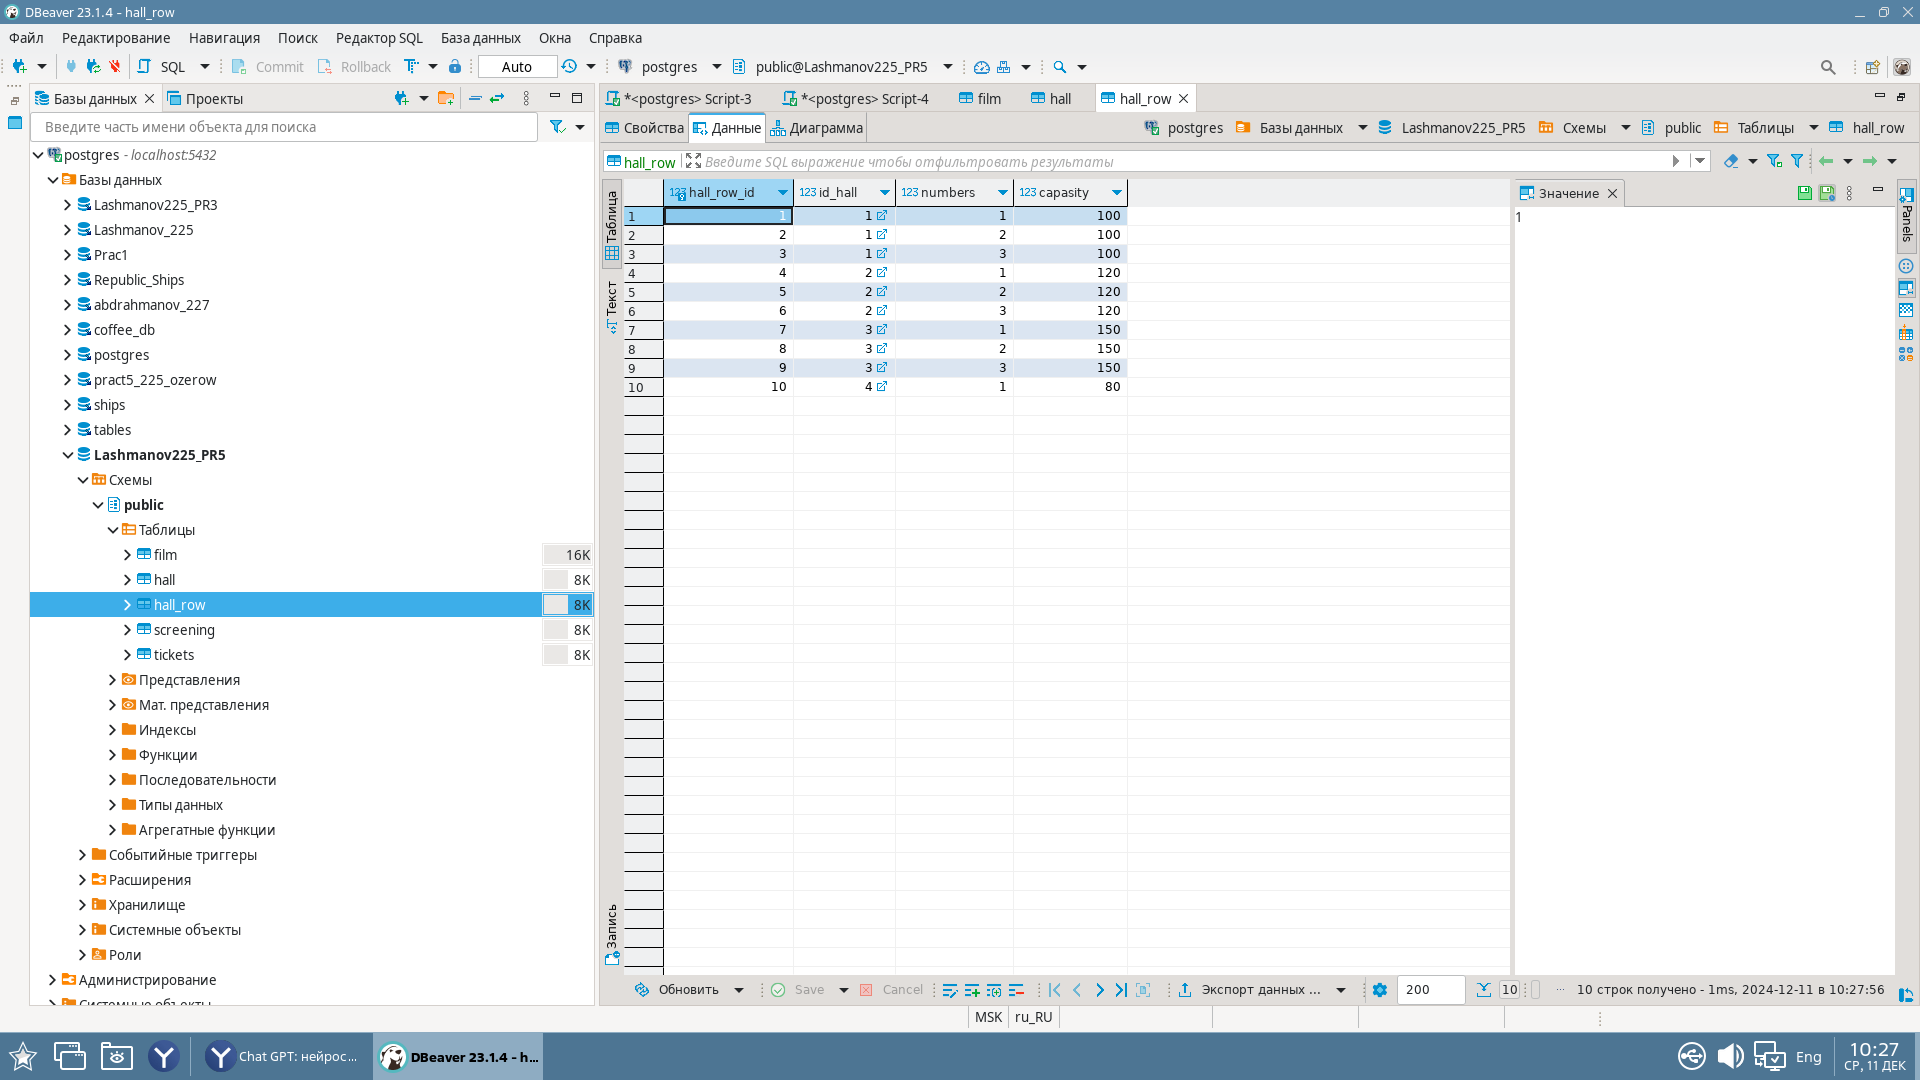 DBeaver 23.1.4 - hall_row
Файл Редактирование Навигация Поиск Редактор SQL База данных Окна Справка
SQL Commit Rollback Auto postgres public@Lashmanov225_PR5
Базы данных Проекты
*<postgres> Script-3 *<postgres> Script-4 film hall hall_row
Введите часть имени объекта для поиска
Свойства Данные Диаграмма
postgres Базы данных Lashmanov225_PR5 Схемы public Таблицы hall_row
hall_row Введите SQL выражение чтобы отфильтровать результаты
postgres - localhost:5432
Базы данных
Lashmanov225_PR3
Lashmanov_225
Prac1
Republic_Ships
abdrahmanov_227
coffee_db
postgres
pract5_225_ozerow
ships
tables
Lashmanov225_PR5
Схемы
public
Таблицы
film 16K
hall 8K
hall_row 8K
screening 8K
tickets 8K
Представления
Мат. представления
Индексы
Функции
Последовательности
Типы данных
Агрегатные функции
Событийные триггеры
Расширения
Хранилище
Системные объекты
Роли
Администрирование
Системные объекты
Таблица
Текст
Запись
123 hall_row_id 123 id_hall 123 numbers 123 capasity
1 1 1 1 100
2 2 1 2 100
3 3 1 3 100
4 4 2 1 120
5 5 2 2 120
6 6 2 3 120
7 7 3 1 150
8 8 3 2 150
9 9 3 3 150
10 10 4 1 80
Значение
1
Panels
Обновить Save Cancel Экспорт данных ... 200 10 10 строк получено - 1ms, 2024-12-11 в 10:27:56
MSK ru_RU
Chat GPT: нейрос... DBeaver 23.1.4 - h... Eng 10:27
СР, 11 ДЕК